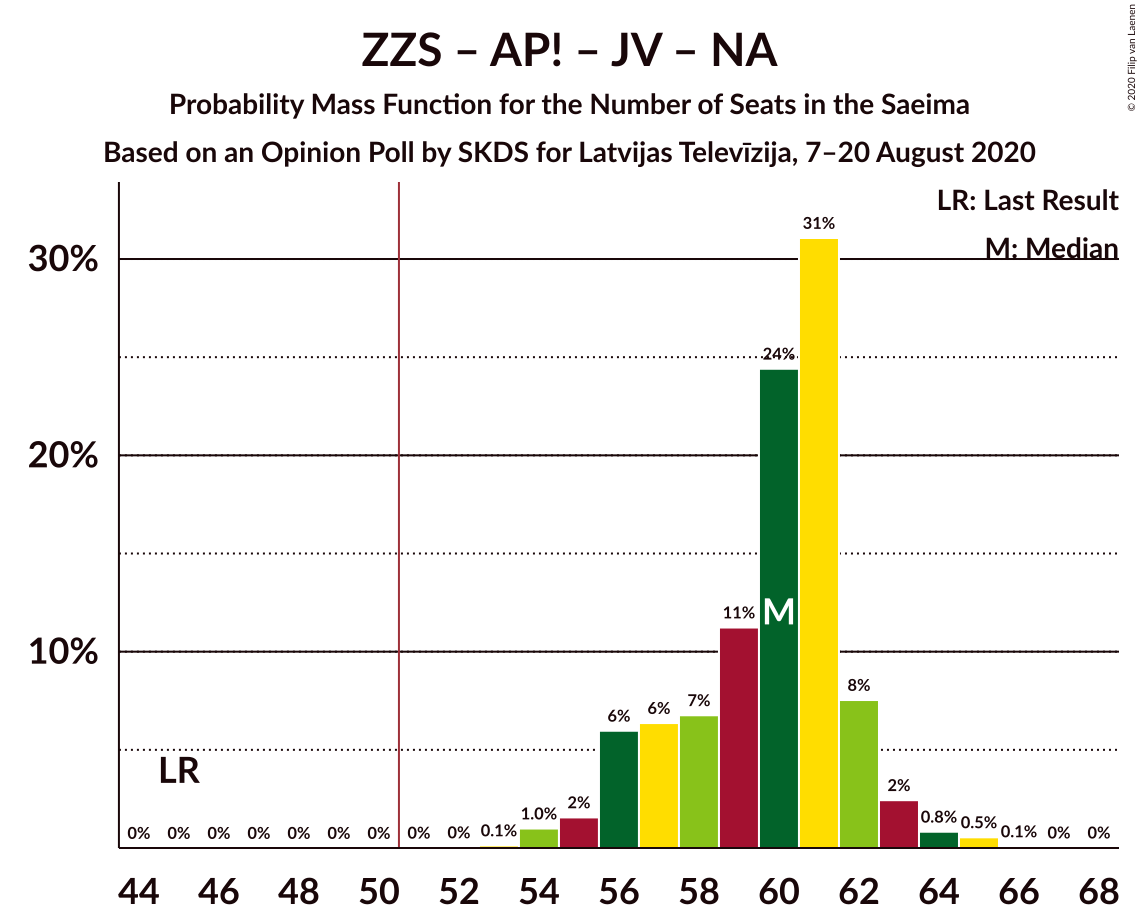 ZZS – AP! – JV – NA
Probability Mass Function for the Number of Seats in the Saeima
Based on an Opinion Poll by SKDS for Latvijas Televīzija, 7–20 August 2020
© 2020 Filip van Laenen
LR: Last Result
M: Median
30%
20%
10%
LR
M
0% 0% 0% 0% 0% 0% 0% 0% 0% 0.1% 1.0% 2% 6% 6% 7% 11% 24% 31% 8% 2% 0.8% 0.5% 0.1% 0% 0%
44 46 48 50 52 54 56 58 60 62 64 66 68